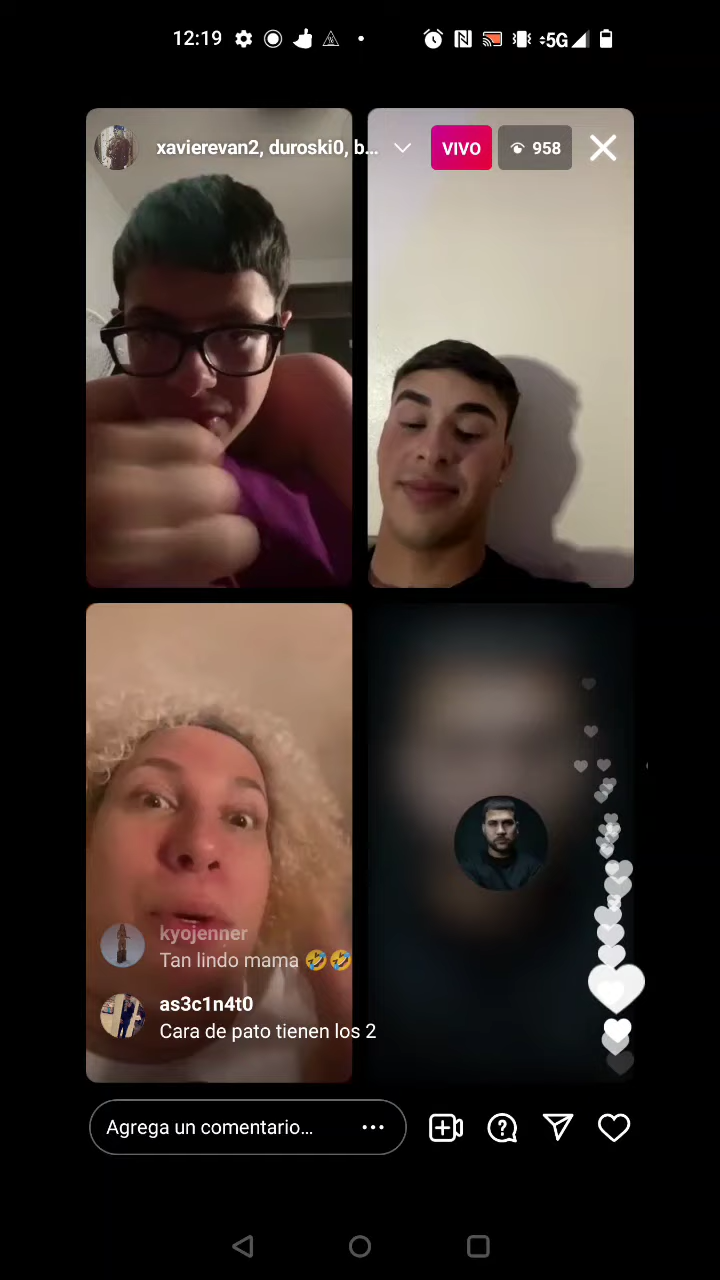 12:19
5G
xavierevan2, duroski0, b...
VIVO
958
kyojenner
Tan lindo mama 🤣🤣
as3c1n4t0
Cara de pato tienen los 2
Agrega un comentario...